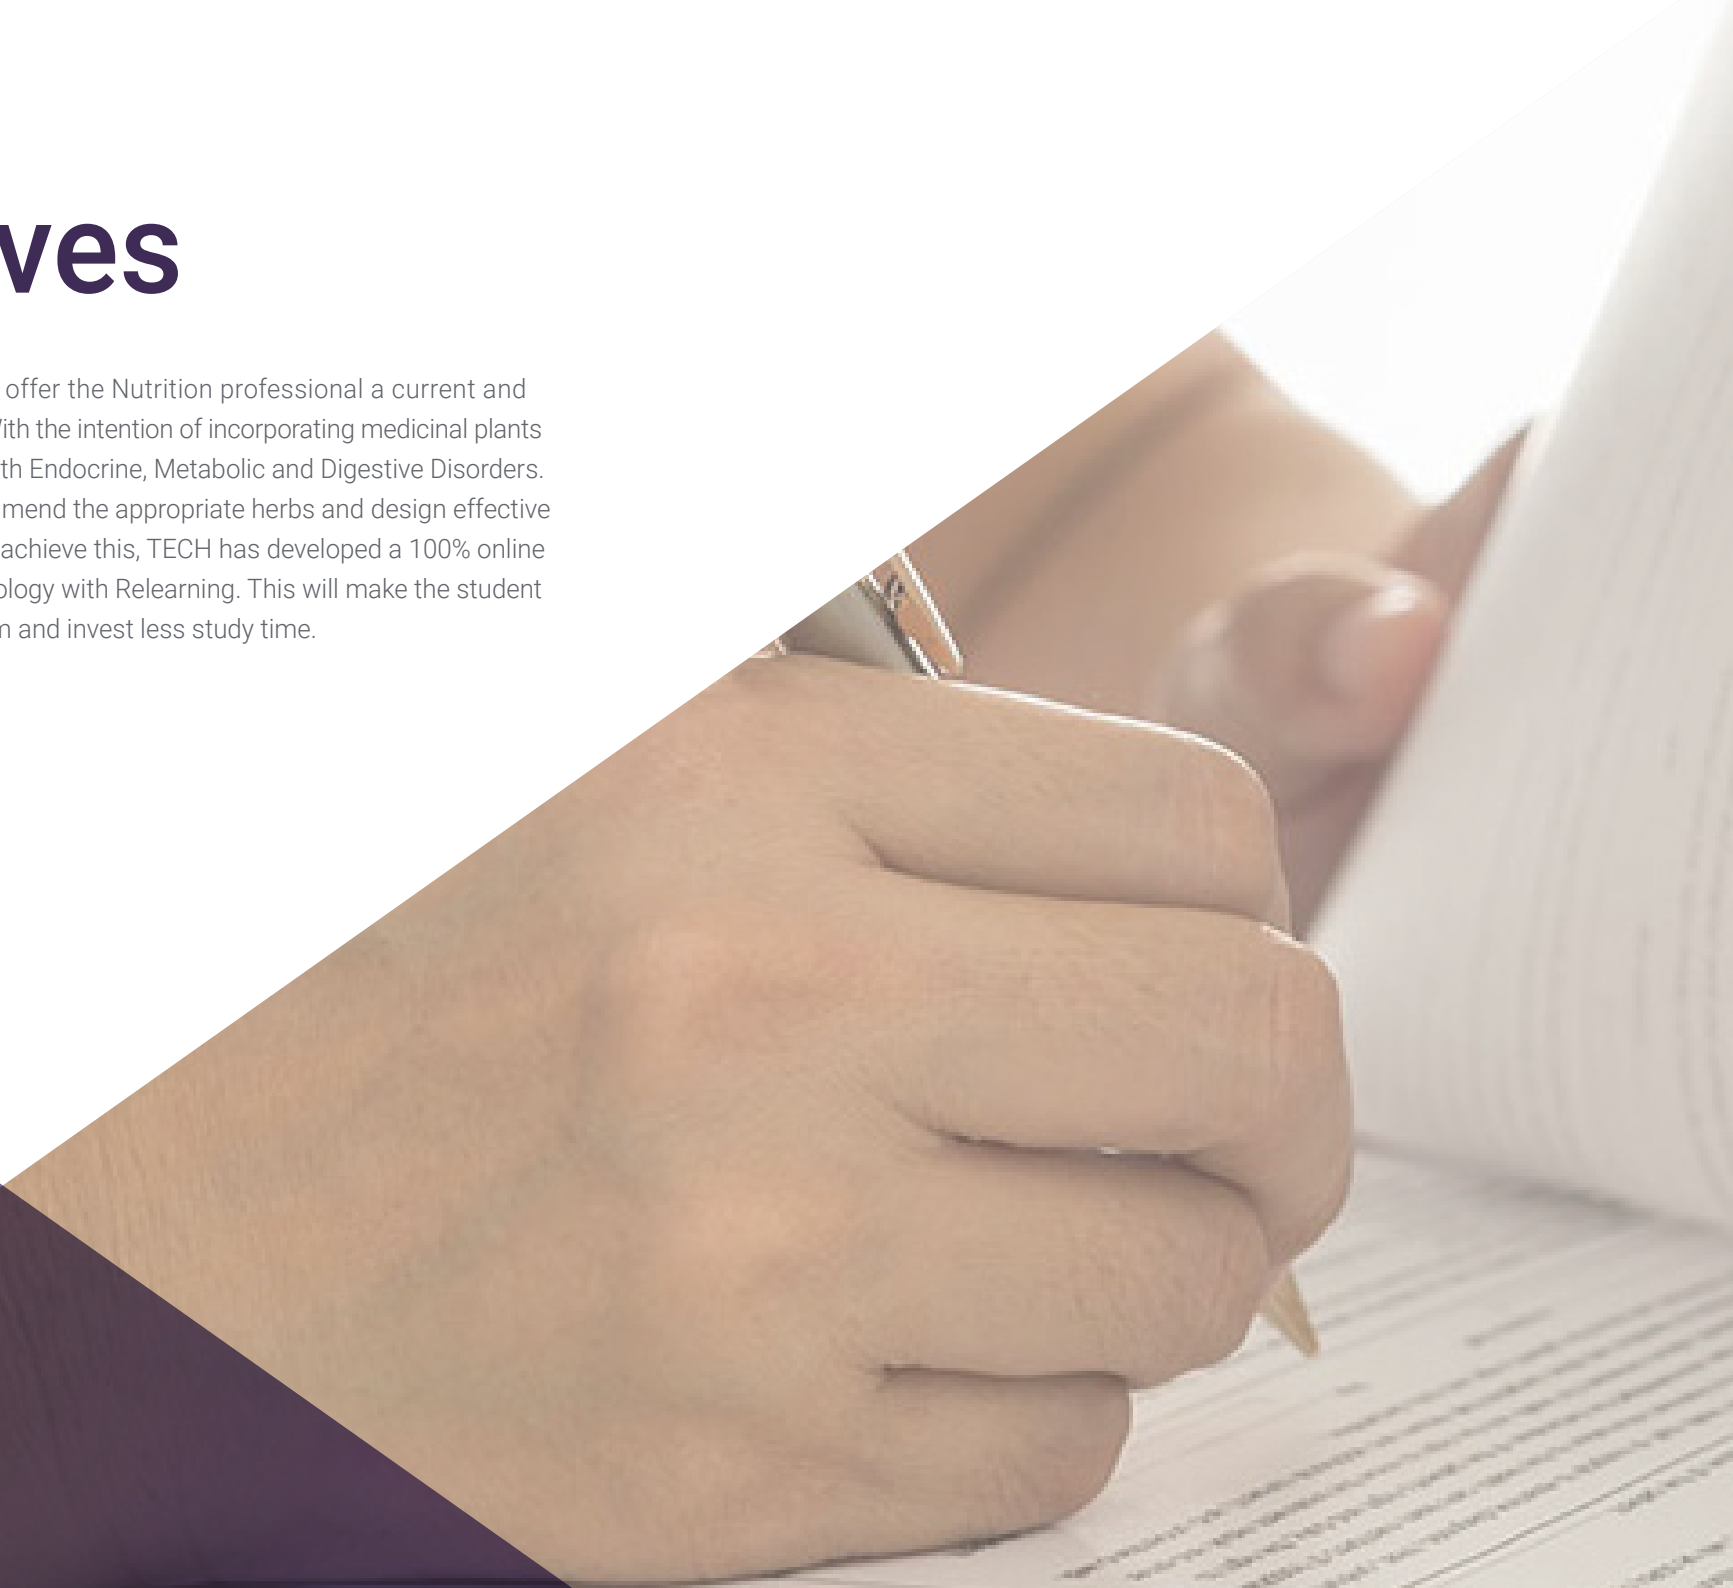 ves
offer the Nutrition professional a current and
ith the intention of incorporating medicinal plants
th Endocrine, Metabolic and Digestive Disorders.
mend the appropriate herbs and design effective
achieve this, TECH has developed a 100% online
ology with Relearning. This will make the student
and invest less study time.